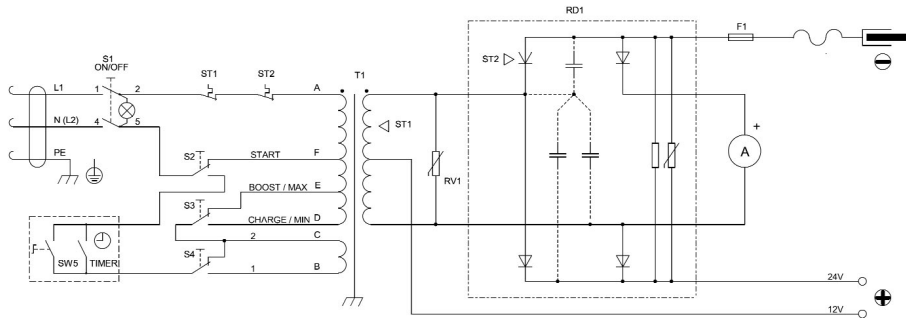 RD1
F1
S1
ON/OFF
ST2
ST1
ST2
T1
L1
1
2
A
ST1
N (L2)
4
5
+
A
PE
S2
START
F
RV1
BOOST / MAX
E
S3
CHARGE / MIN
D
2
C
SW5
TIMER
S4
1
B
24V
12V